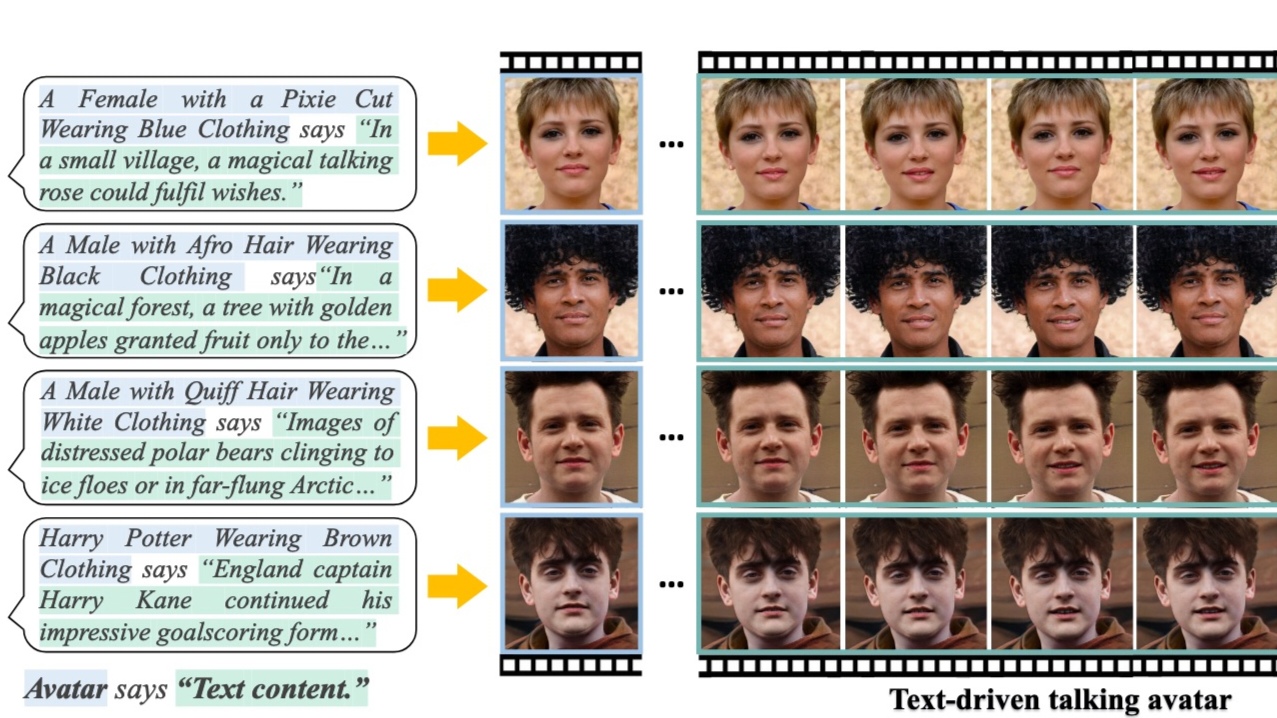 A Female with a Pixie Cut
Wearing Blue Clothing says “In
a small village, a magical talking
rose could fulfil wishes.”
A Male with Afro Hair Wearing
Black Clothing says“In a
magical forest, a tree with golden
apples granted fruit only to the…”
A Male with Quiff Hair Wearing
White Clothing says “Images of
distressed polar bears clinging to
ice floes or in far-flung Arctic…”
Harry Potter Wearing Brown
Clothing says “England captain
Harry Kane continued his
impressive goalscoring form…”
Avatar says “Text content.”
...
...
...
...
Text-driven talking avatar